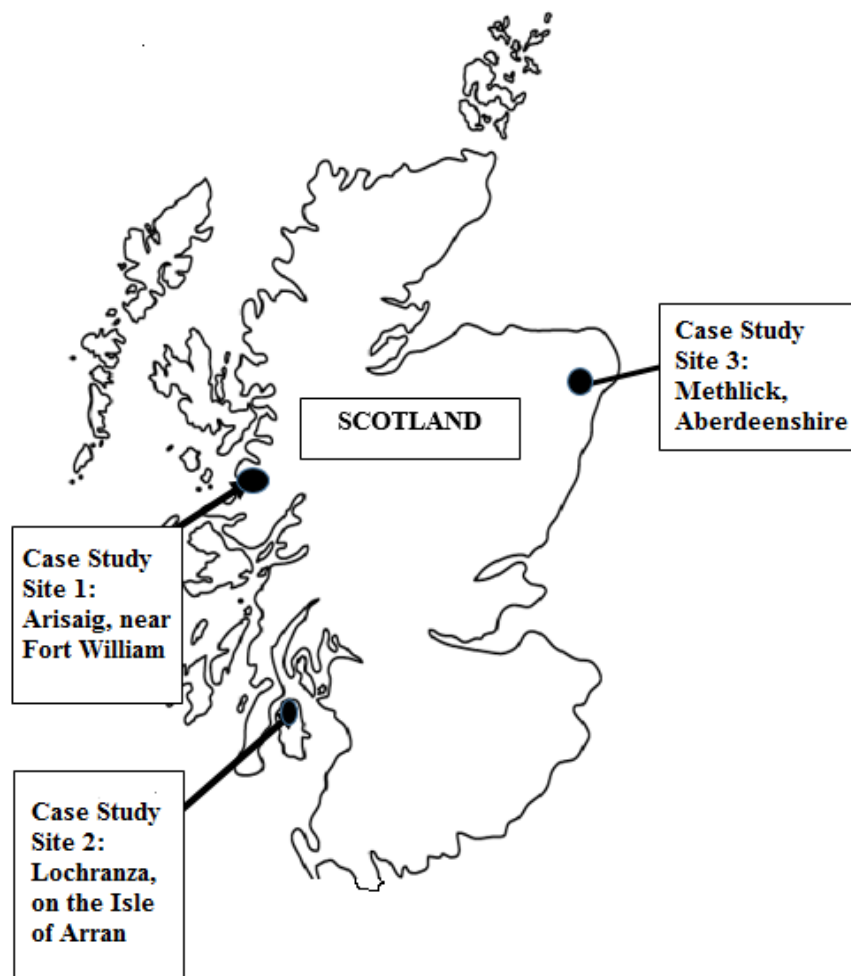 SCOTLAND
Case Study
Site 3:
Methlick,
Aberdeenshire
Case Study
Site 1:
Arisaig, near
Fort William
Case Study
Site 2:
Lochranza,
on the Isle
of Arran